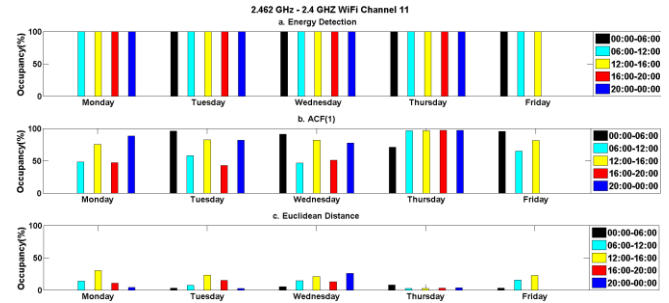 2.462 GHz - 2.4 GHZ WiFi Channel 11
a. Energy Detection
Occupancy(%)
100
50
0
Monday
Tuesday
Wednesday
Thursday
Friday
00:00-06:00
06:00-12:00
12:00-16:00
16:00-20:00
20:00-00:00
b. ACF(1)
Occupancy(%)
100
50
0
Monday
Tuesday
Wednesday
Thursday
Friday
00:00-06:00
06:00-12:00
12:00-16:00
16:00-20:00
20:00-00:00
c. Euclidean Distance
Occupancy(%)
100
50
0
Monday
Tuesday
Wednesday
Thursday
Friday
00:00-06:00
06:00-12:00
12:00-16:00
16:00-20:00
20:00-00:00